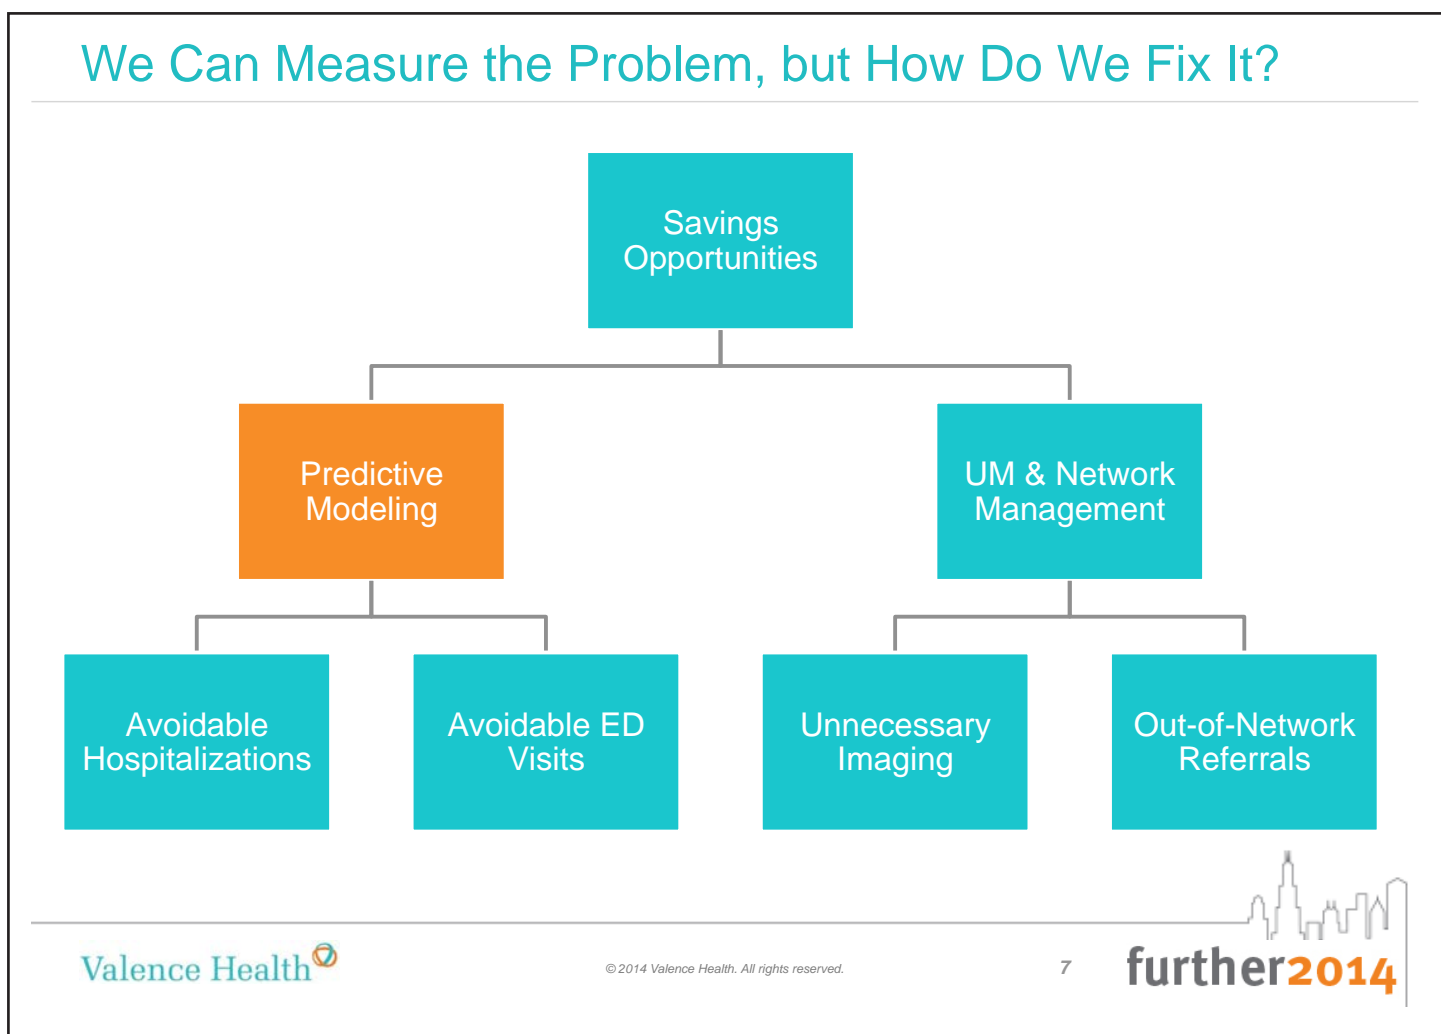 We Can Measure the Problem, but How Do We Fix It?
Savings
Opportunities
Predictive
Modeling
UM & Network
Management
Avoidable
Hospitalizations
Avoidable ED
Visits
Unnecessary
Imaging
Out-of-Network
Referrals
Valence Health
© 2014 Valence Health. All rights reserved.
7
further2014